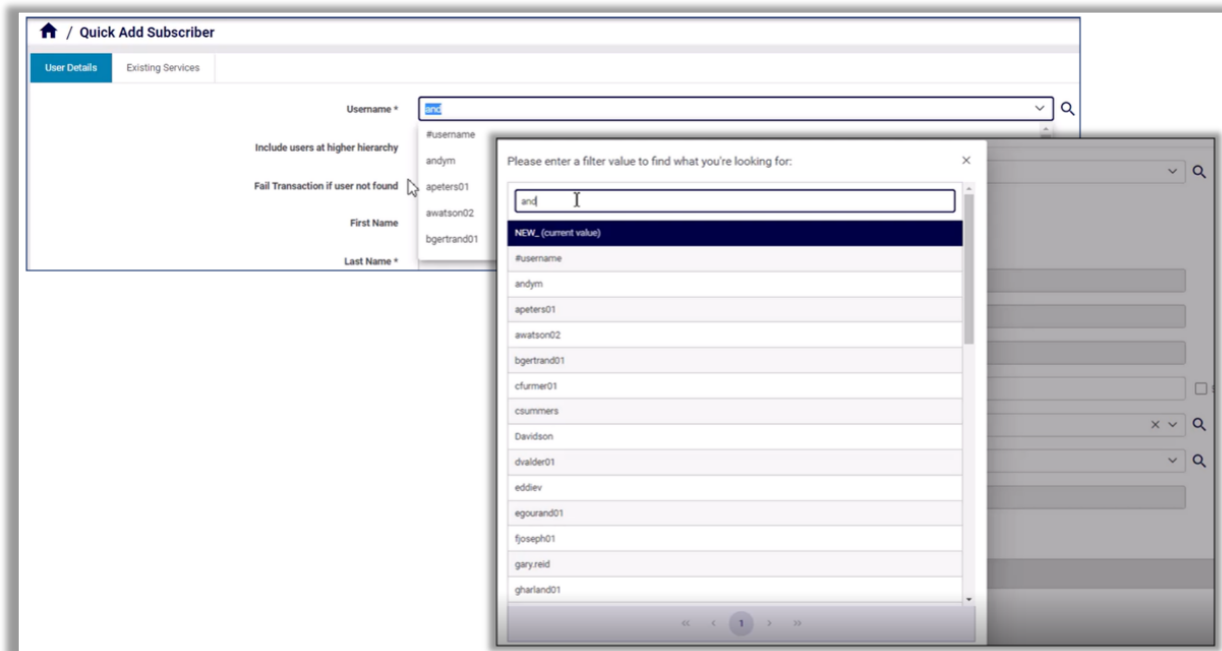 / Quick Add Subscriber
User Details
Existing Services
Username *
and
Include users at higher hierarchy
Fail Transaction if user not found
First Name
Last Name *
#username
andym
apeters01
awatson02
bgertrand01
Please enter a filter value to find what you're looking for:
and
NEW_ (current value)
#username
andym
apeters01
awatson02
bgertrand01
cfurmer01
csummers
Davidson
dvalder01
eddiev
egourand01
fjoseph01
gary.reid
gharland01
« < 1 > »